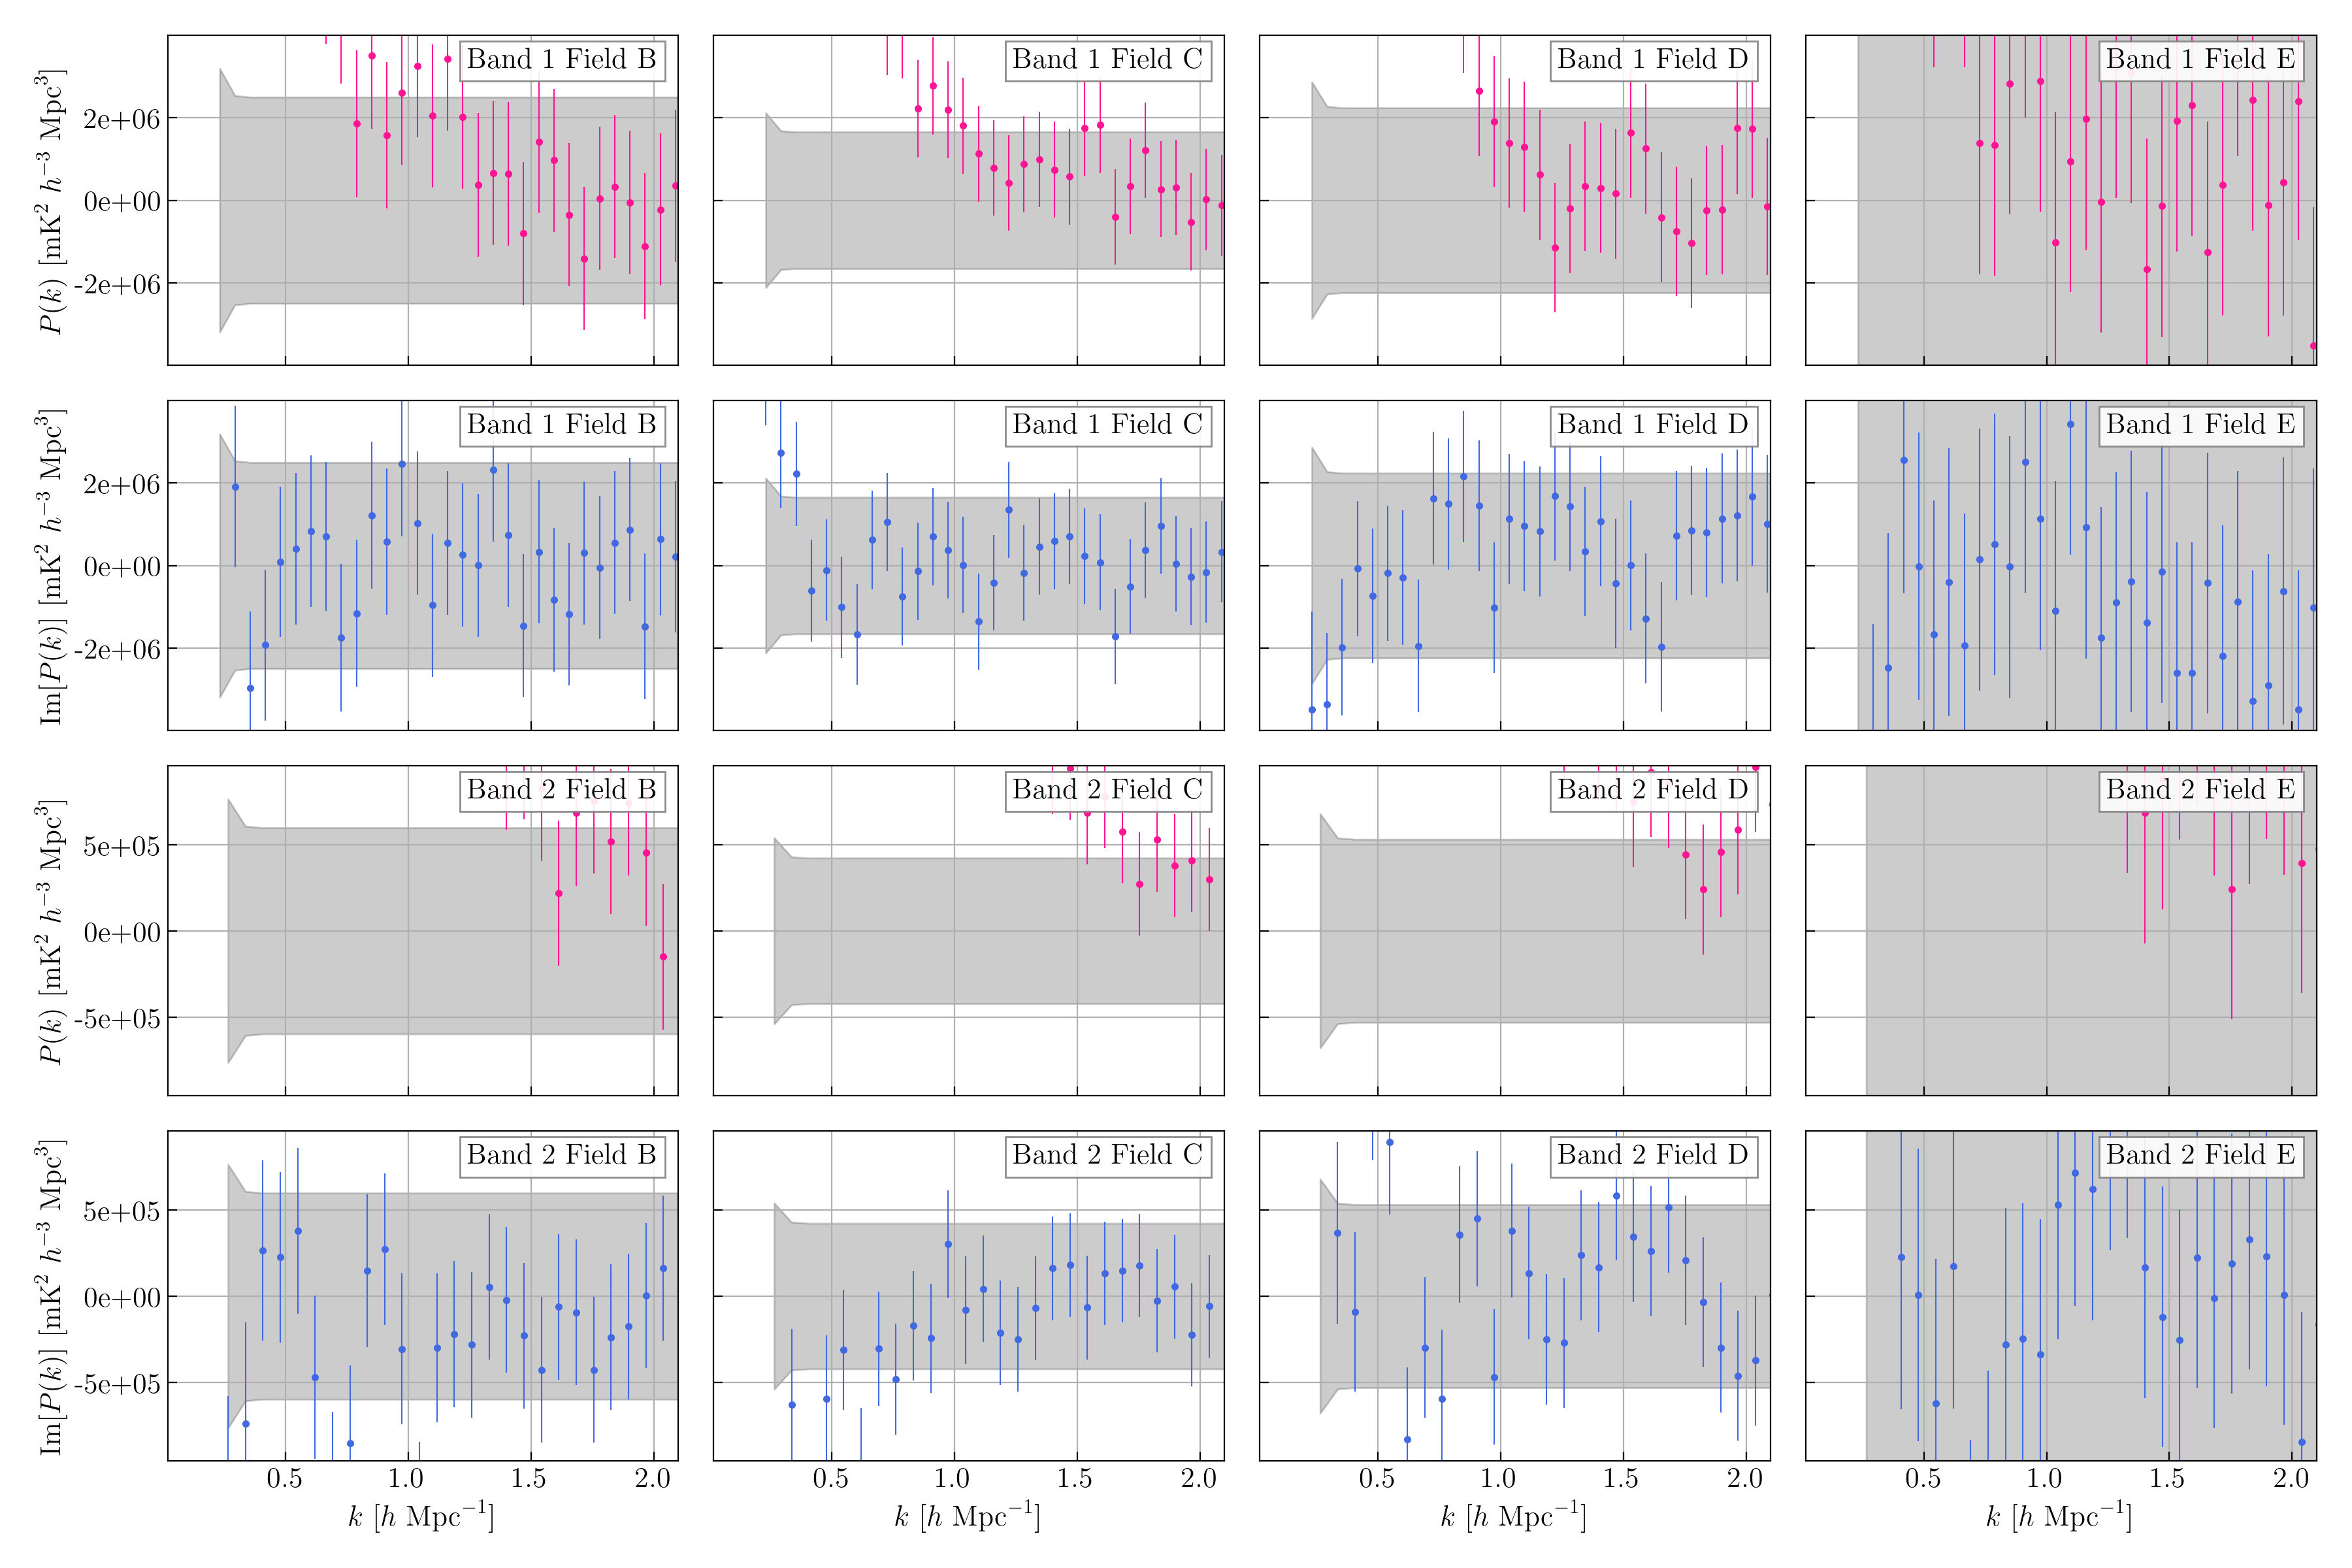 Band 1 Field B
Band 1 Field C
Band 1 Field D
Band 1 Field E
P(k) [mK² h⁻³ Mpc³]
2e+06
0e+00
-2e+06
Band 1 Field B
Band 1 Field C
Band 1 Field D
Band 1 Field E
Im[P(k)] [mK² h⁻³ Mpc³]
2e+06
0e+00
-2e+06
Band 2 Field B
Band 2 Field C
Band 2 Field D
Band 2 Field E
P(k) [mK² h⁻³ Mpc³]
5e+05
0e+00
-5e+05
Band 2 Field B
Band 2 Field C
Band 2 Field D
Band 2 Field E
Im[P(k)] [mK² h⁻³ Mpc³]
5e+05
0e+00
-5e+05
0.5 1.0 1.5 2.0 0.5 1.0 1.5 2.0 0.5 1.0 1.5 2.0 0.5 1.0 1.5 2.0
k [h Mpc⁻¹] k [h Mpc⁻¹] k [h Mpc⁻¹] k [h Mpc⁻¹]